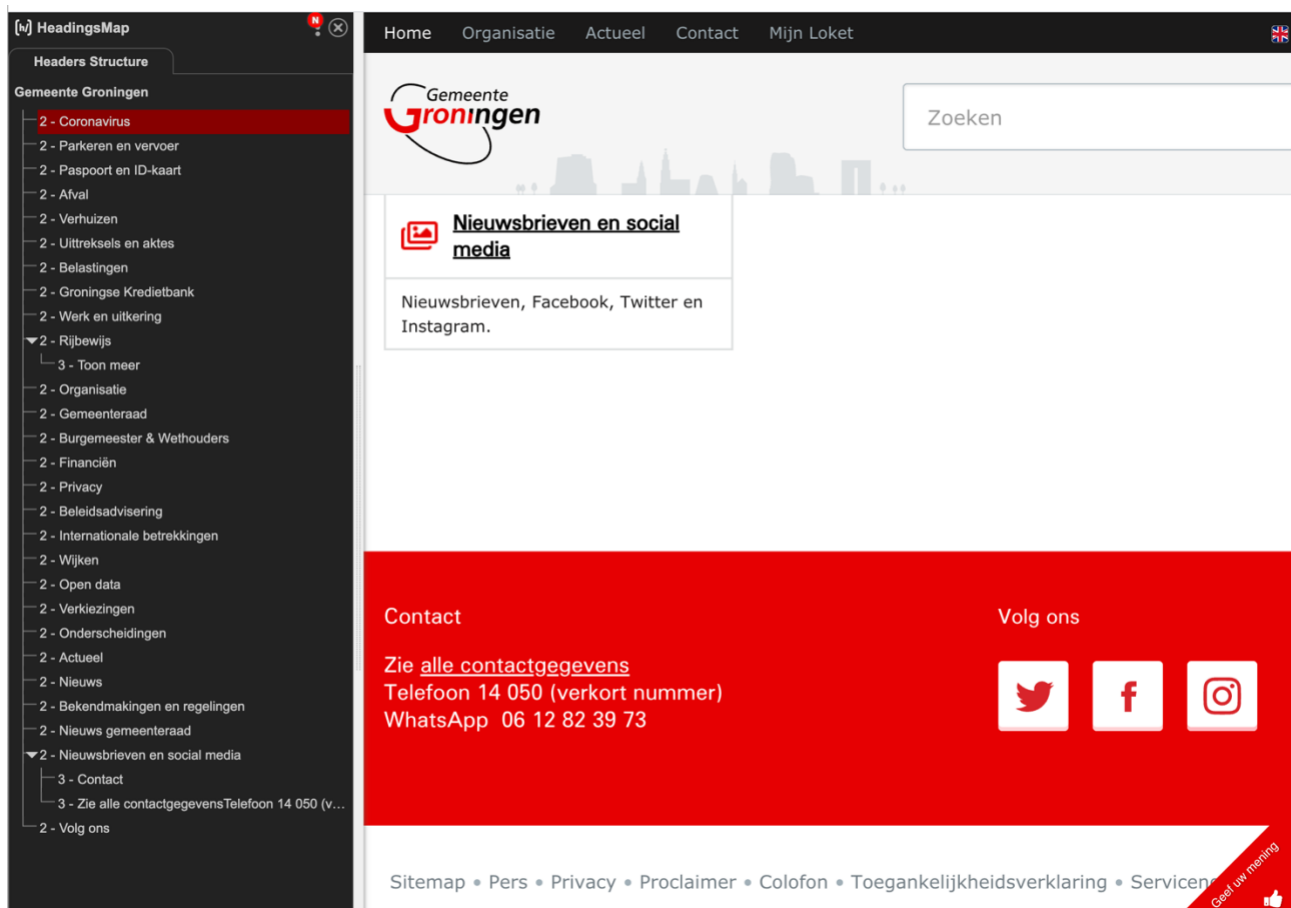 [h/] HeadingsMap
N
Headers Structure
Gemeente Groningen
2 - Coronavirus
2 - Parkeren en vervoer
2 - Paspoort en ID-kaart
2 - Afval
2 - Verhuizen
2 - Uittreksels en aktes
2 - Belastingen
2 - Groningse Kredietbank
2 - Werk en uitkering
2 - Rijbewijs
3 - Toon meer
2 - Organisatie
2 - Gemeenteraad
2 - Burgemeester & Wethouders
2 - Financiën
2 - Privacy
2 - Beleidsadvisering
2 - Internationale betrekkingen
2 - Wijken
2 - Open data
2 - Verkiezingen
2 - Onderscheidingen
2 - Actueel
2 - Nieuws
2 - Bekendmakingen en regelingen
2 - Nieuws gemeenteraad
2 - Nieuwsbrieven en social media
3 - Contact
3 - Zie alle contactgegevensTelefoon 14 050 (v...
2 - Volg ons
Home Organisatie Actueel Contact Mijn Loket
Gemeente
Groningen
Zoeken
Nieuwsbrieven en social
media
Nieuwsbrieven, Facebook, Twitter en
Instagram.
Contact
Zie alle contactgegevens
Telefoon 14 050 (verkort nummer)
WhatsApp 06 12 82 39 73
Volg ons
Sitemap • Pers • Privacy • Proclaimer • Colofon • Toegankelijkheidsverklaring •
Geef uw mening